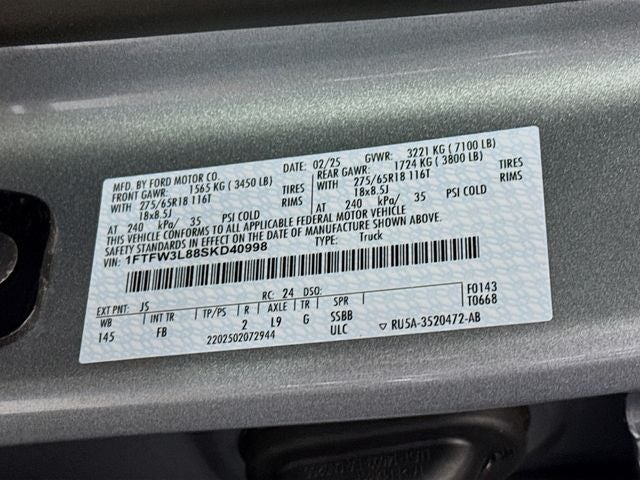 MFD. BY FORD MOTOR CO. DATE: 02/25 GVWR: 3221 KG ( 7100 LB)
FRONT GAWR: 1565 KG ( 3450 LB) REAR GAWR: 1724 KG ( 3800 LB)
WITH 275/65R18 116T TIRES WITH 275/65R18 116T TIRES
18x8.5J RIMS 18x8.5J RIMS
AT 240 kPa/ 35 PSI COLD AT 240 kPa/ 35 PSI COLD
THIS VEHICLE CONFORMS TO ALL APPLICABLE FEDERAL MOTOR VEHICLE
SAFETY STANDARDS IN EFFECT ON THE DATE OF MANUFACTURE SHOWN ABOVE.
1FTFW3L88SKD40998 TYPE: Truck
EXT PNT: JS RC: 24 DSO: F0143
WB INT TR TP/PS R AXLE TR SPR T0668
145 FB 2 L9 G SSBB
2202502072944 ULC RU5A-3520472-AB